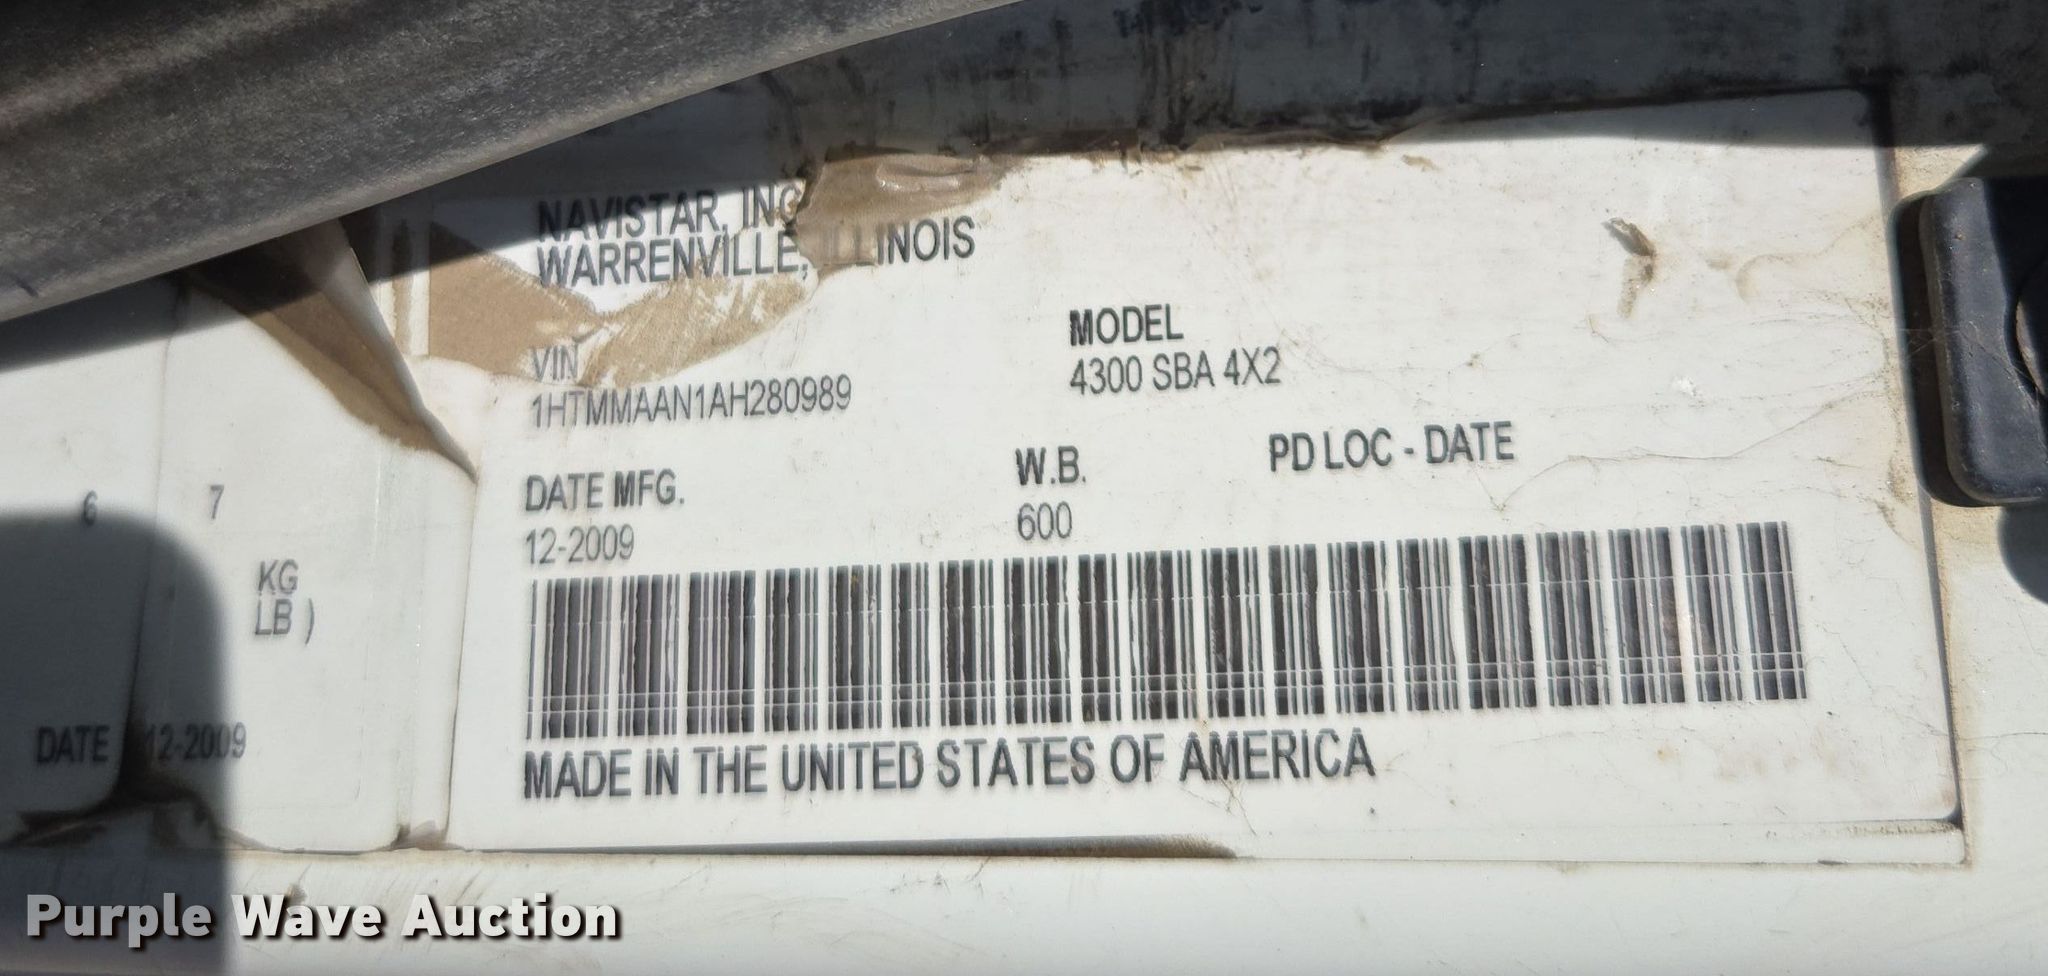 NAVISTAR, INC
WARRENVILLE, ILLINOIS
VIN
1HTMMAAN1AH280989
MODEL
4300 SBA 4X2
DATE MFG.
12-2009
W.B.
600
PD LOC - DATE
MADE IN THE UNITED STATES OF AMERICA
6 7
KG
LB )
DATE 12-2009
Purple Wave Auction